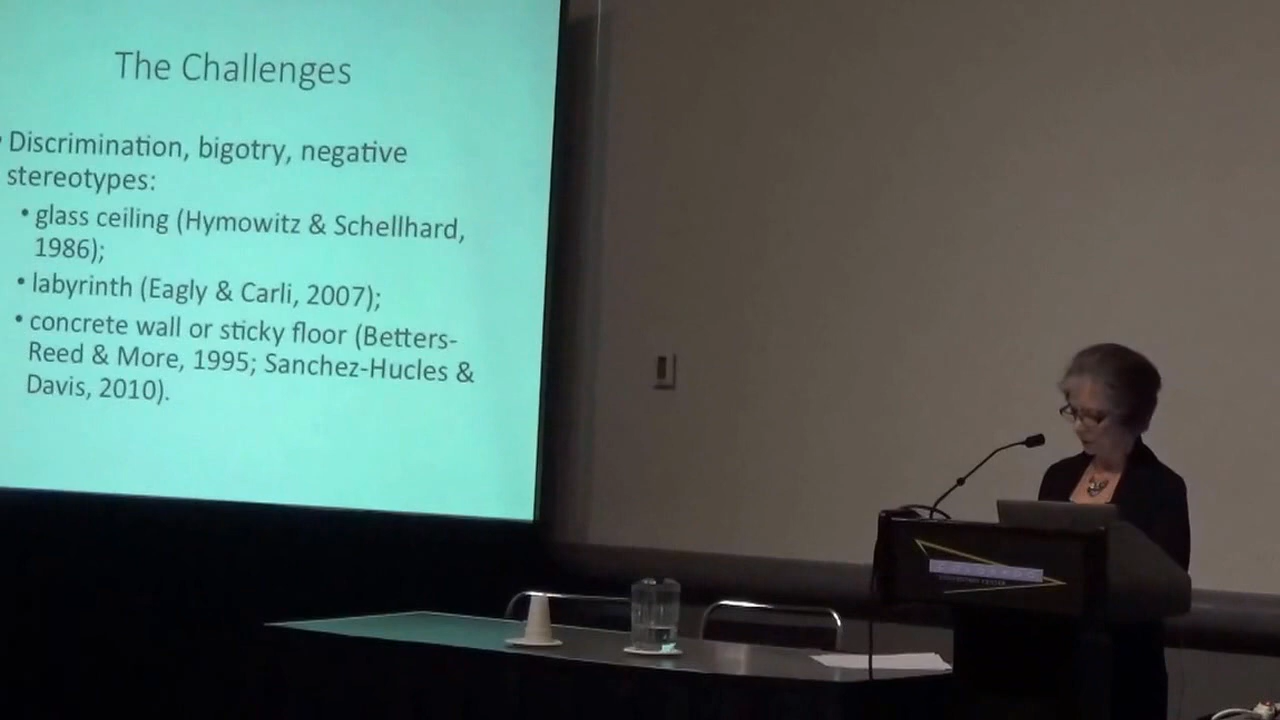 The Challenges
• Discrimination, bigotry, negative
stereotypes:
• glass ceiling (Hymowitz & Schellhard,
1986);
• labyrinth (Eagly & Carli, 2007);
• concrete wall or sticky floor (Betters-
Reed & More, 1995; Sanchez-Hucles &
Davis, 2010).